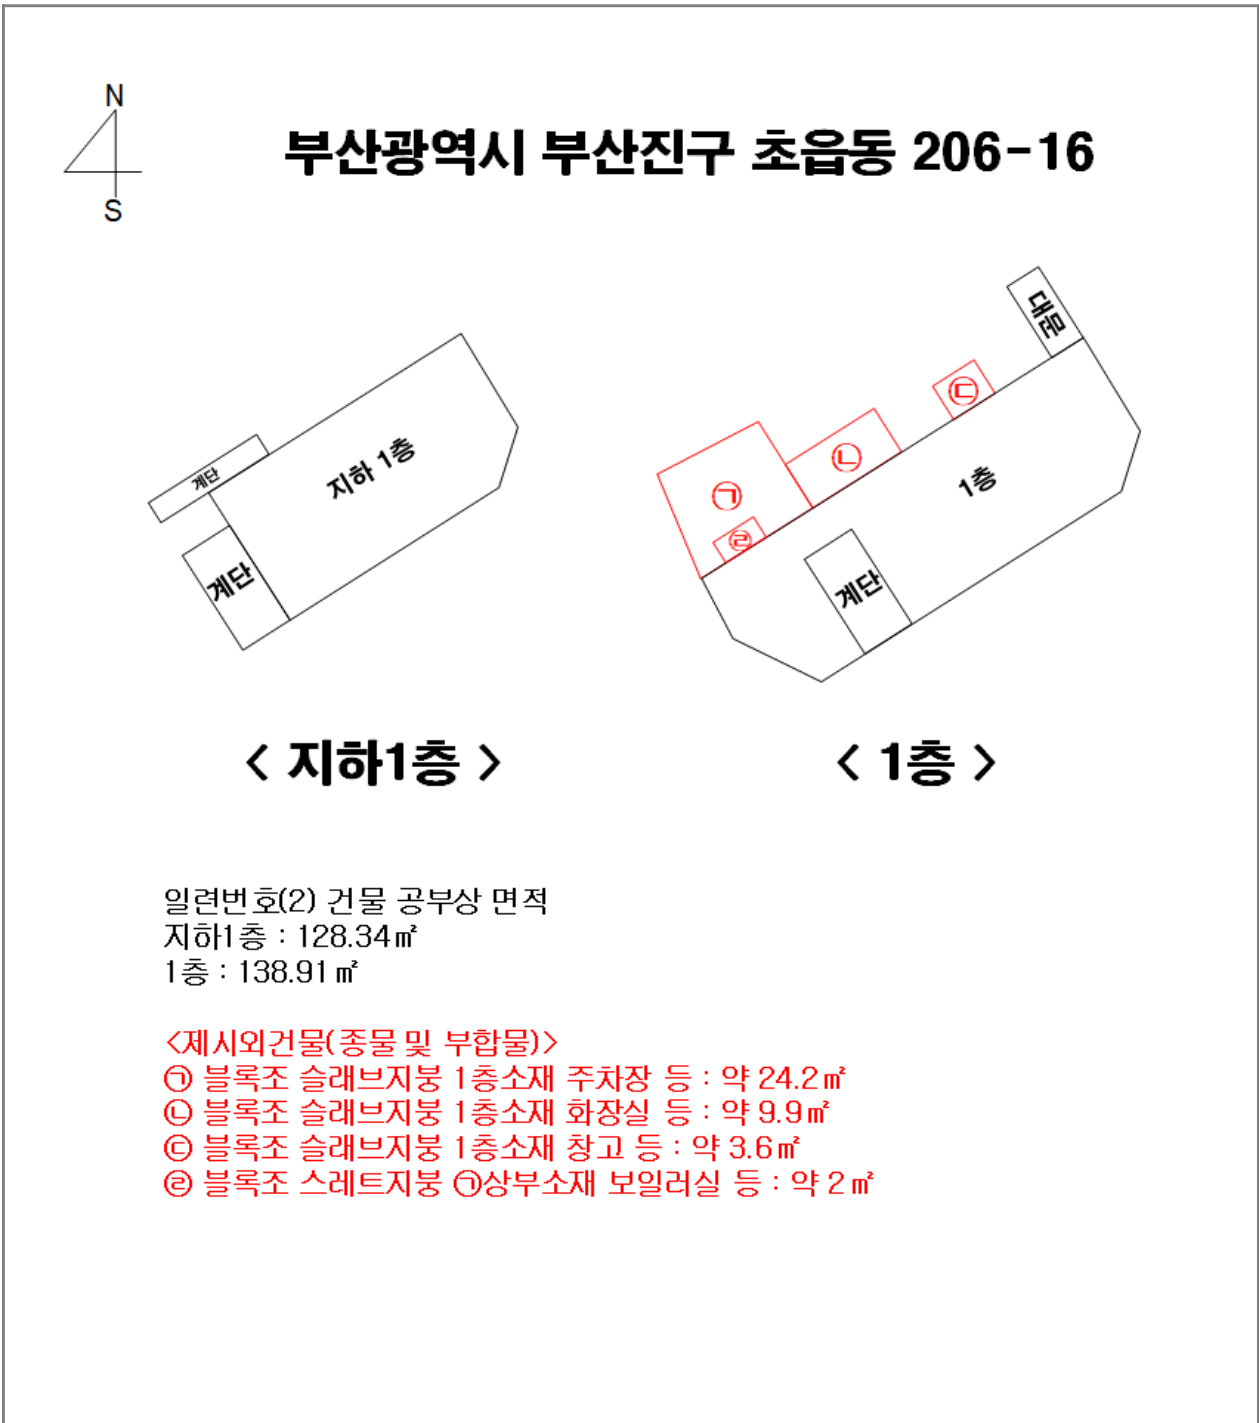 N
S
부산광역시 부산진구 초읍동 206-16
대문
ㄷ
계단
지하 1층
ㄴ
1층
㉠
㉣
계단
계단
< 지하1층 >
< 1층 >
일련번호(2) 건물 공부상 면적
지하1층 : 128.34㎡
1층 : 138.91㎡
<제시외건물(종물 및 부합물)>
㉠ 블록조 슬래브지붕 1층소재 주차장 등 : 약 24.2㎡
㉡ 블록조 슬래브지붕 1층소재 화장실 등 : 약 9.9㎡
㉢ 블록조 슬래브지붕 1층소재 창고 등 : 약 3.6㎡
㉣ 블록조 스레트지붕 ㉠상부소재 보일러실 등 : 약 2㎡